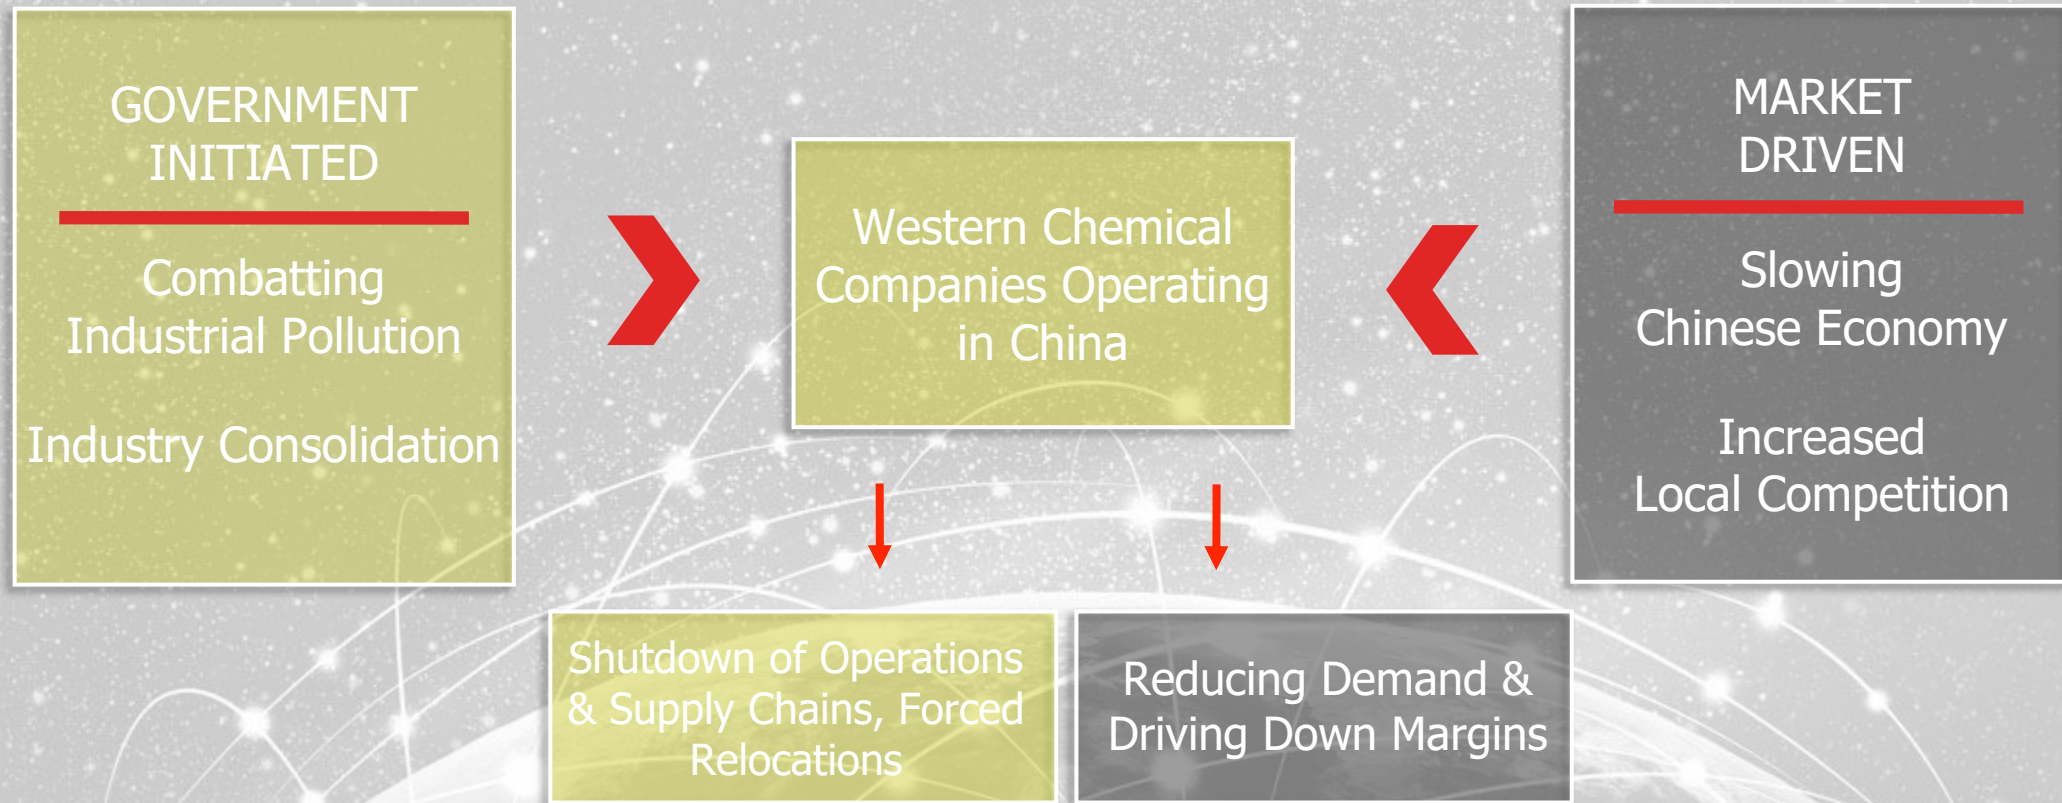 GOVERNMENT
INITIATED
Combatting
Industrial Pollution
Industry Consolidation
Western Chemical
Companies Operating
in China
MARKET
DRIVEN
Slowing
Chinese Economy
Increased
Local Competition
Shutdown of Operations
& Supply Chains, Forced
Relocations
Reducing Demand &
Driving Down Margins